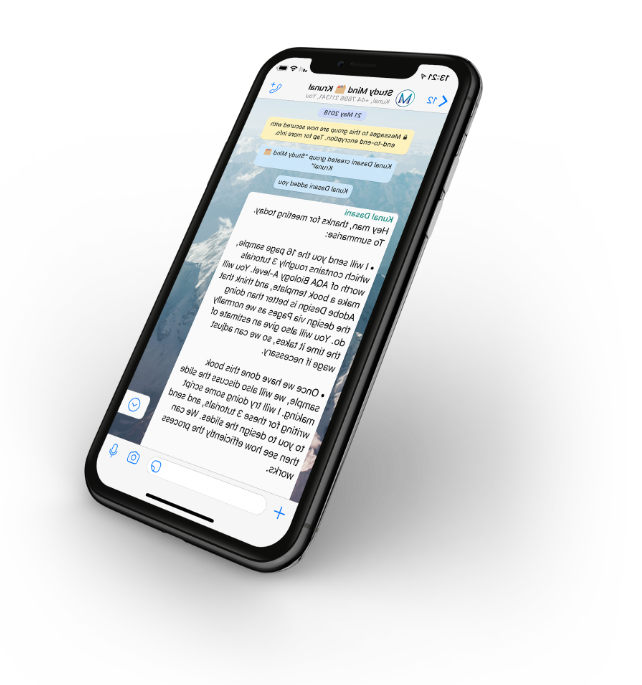 13:21
12
Study Mind Krunal
Kunal, You
21 May 2018
Messages to this group are now secured with
end-to-end encryption. Tap for more info.
Kunal Dasani created group "Study Mind
Krunal"
Kunal Dasani added you
Kunal Dasani
Hey man, thanks for meeting today.
To summarise:
• I will send you the 16 page sample,
which contains roughly 3 tutorials
worth of AQA Biology A-level. You will
make a book template, and think that
Adobe design is better than doing
the design via Pages as we normally
do. You will also give an estimate of
the time it takes, so we can adjust
wage if necessary.
• Once we have done this book
sample, we will also discuss the slide
making. I will try doing some script
writing for these 3 tutorials, and send
to you to design to slides. We can
then see how efficiently the process
works.